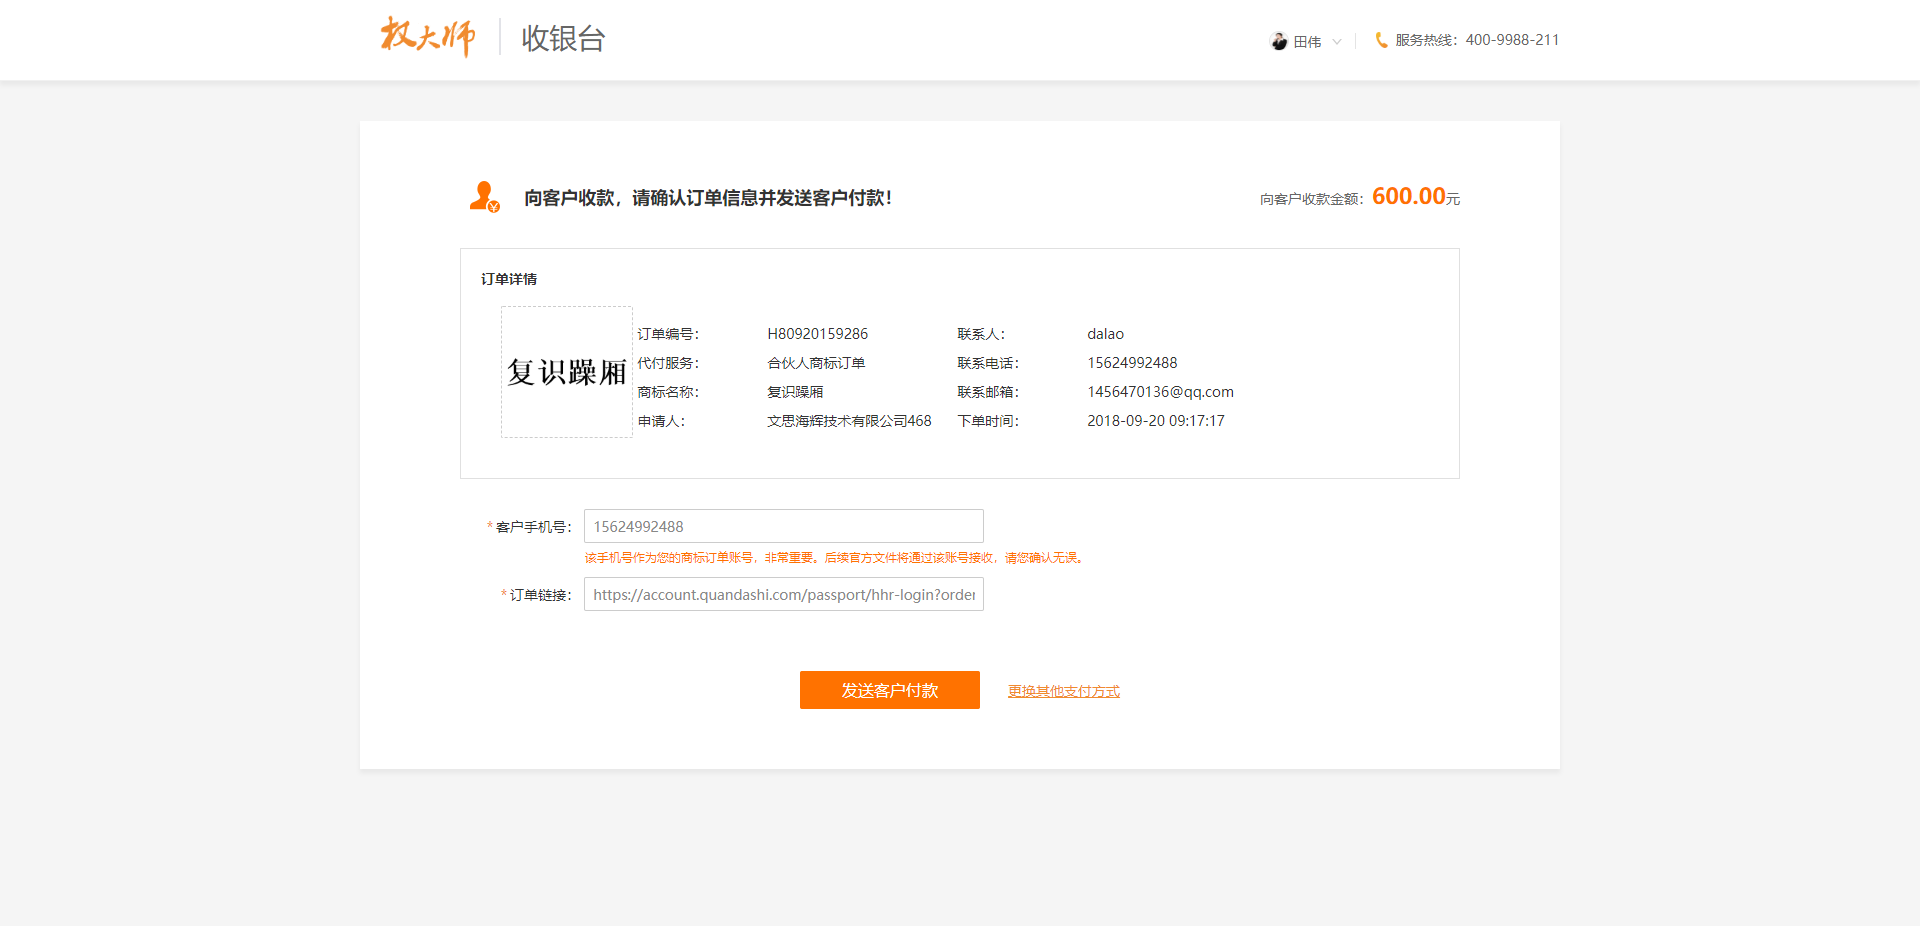 权大师 收银台 田伟 服务热线：400-9988-211
向客户收款，请确认订单信息并发送客户付款！ 向客户收款金额：600.00元
订单详情
复识躁厢
订单编号： H80920159286 联系人： dalao
代付服务： 合伙人商标订单 联系电话： 15624992488
商标名称： 复识躁厢 联系邮箱： 1456470136@qq.com
申请人： 文思海辉技术有限公司468 下单时间： 2018-09-20 09:17:17
*客户手机号： 15624992488
该手机号作为您的商标订单账号，非常重要。后续官方文件将通过该账号接收，请您确认无误。
*订单链接： https://account.quandashi.com/passport/hhr-login?order
发送客户付款 更换其他支付方式